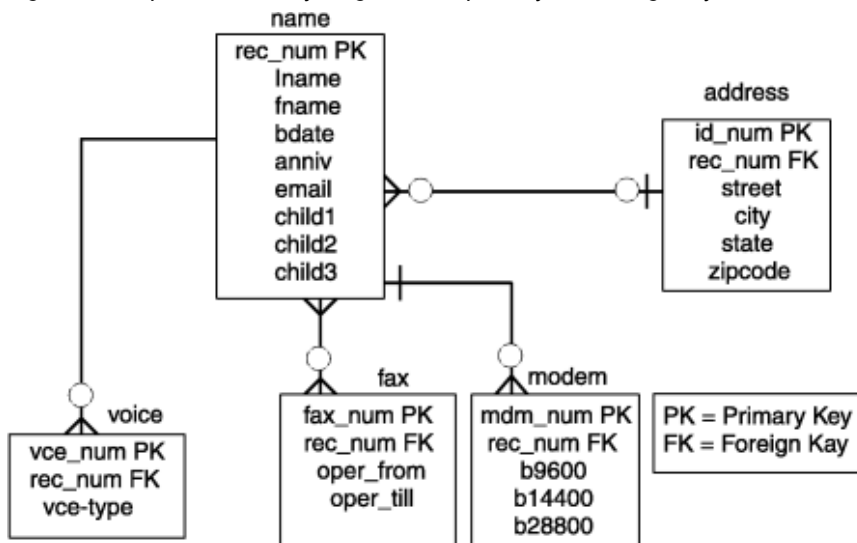 name
rec_num PK
lname
fname
bdate
anniv
email
child1
child2
child3
address
id_num PK
rec_num FK
street
city
state
zipcode
voice
vce_num PK
rec_num FK
vce-type
fax
fax_num PK
rec_num FK
oper_from
oper_till
modem
mdm_num PK
rec_num FK
b9600
b14400
b28800
PK = Primary Key
FK = Foreign Kay